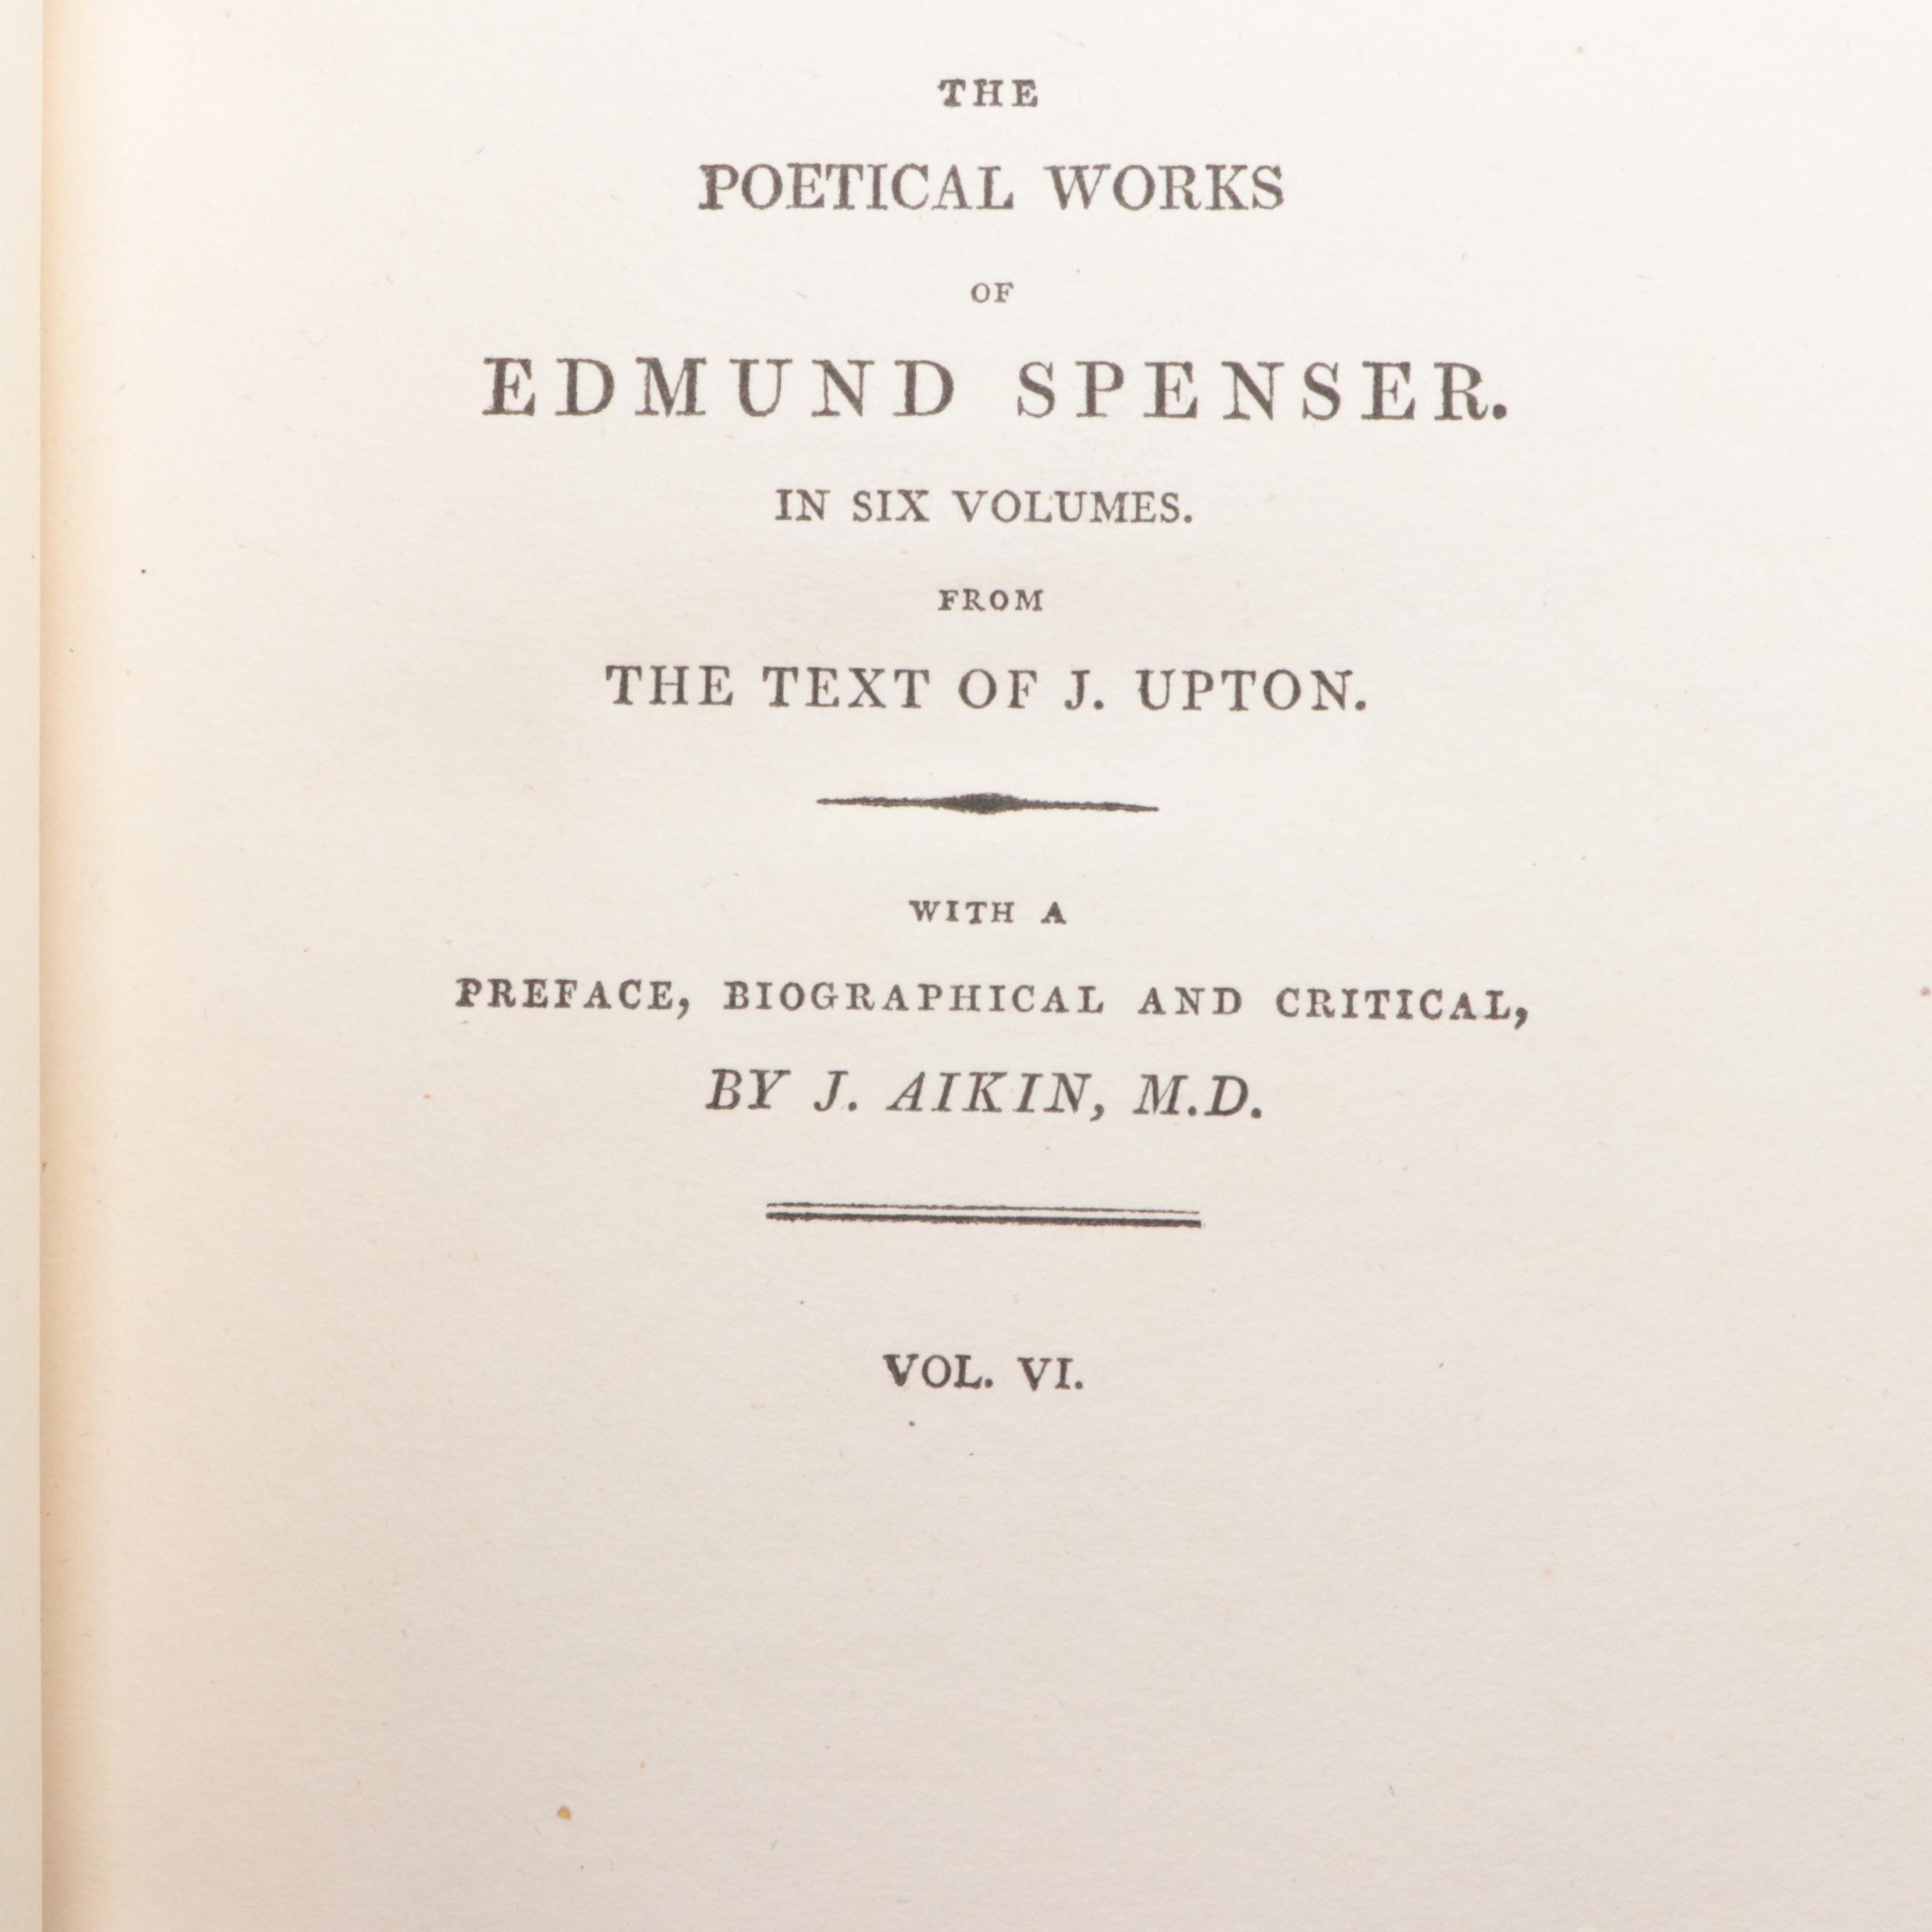 THE
POETICAL WORKS
OF
EDMUND SPENSER.
IN SIX VOLUMES.
FROM
THE TEXT OF J. UPTON.
WITH A
PREFACE, BIOGRAPHICAL AND CRITICAL,
BY J. AIKIN, M.D.
VOL. VI.